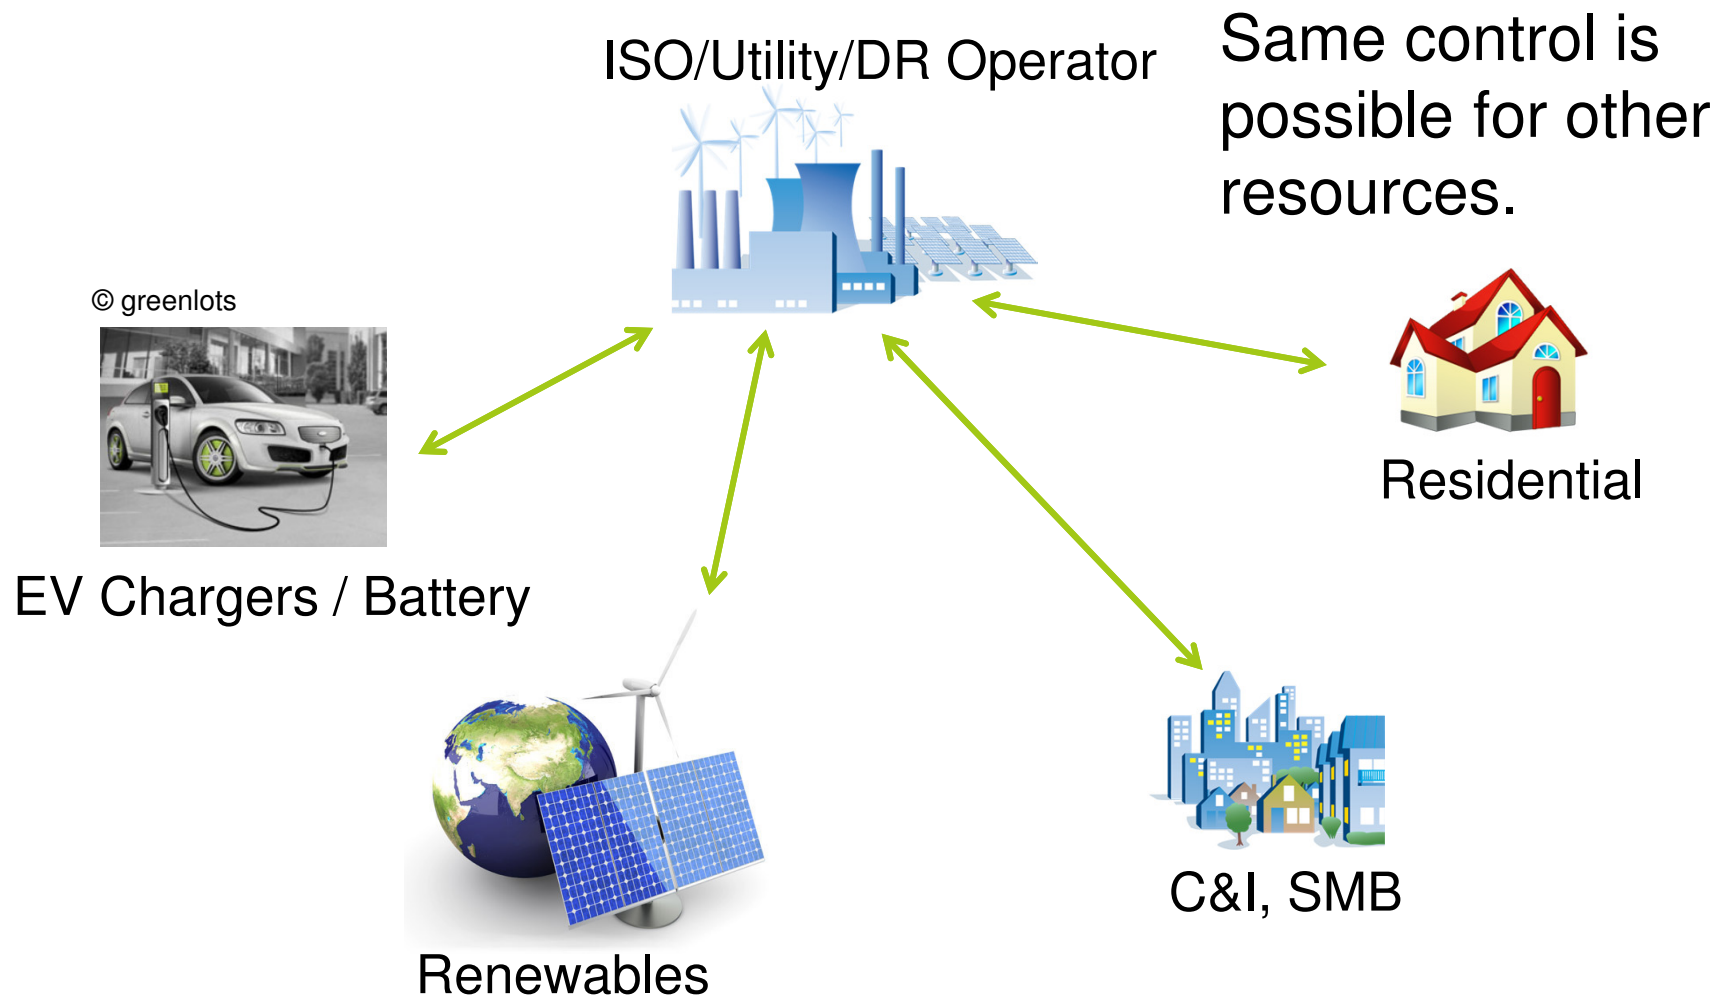 ISO/Utility/DR Operator
Same control is
possible for other
resources.
© greenlots
Residential
EV Chargers / Battery
C&I, SMB
Renewables